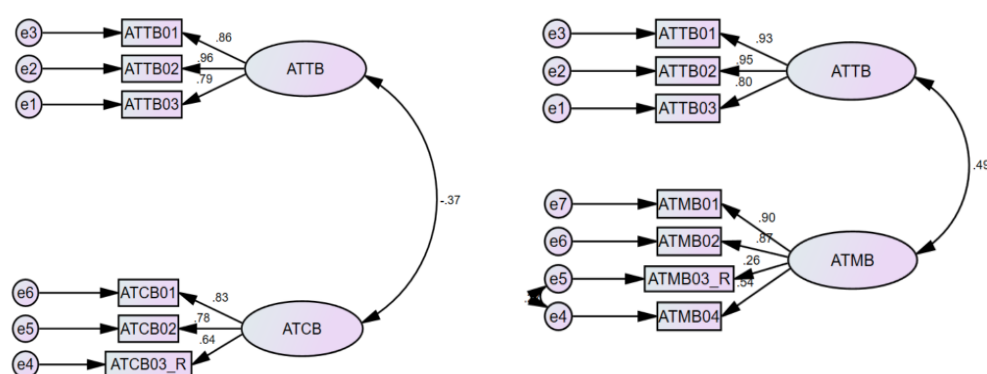 e3 ATTB01 .86
e2 ATTB02 .96 ATTB
e1 ATTB03 .79
-.37
e6 ATCB01 .83
e5 ATCB02 .78 ATCB
e4 ATCB03_R .64
e3 ATTB01 .93
e2 ATTB02 .95 ATTB
e1 ATTB03 .80
.49
e7 ATMB01 .90
e6 ATMB02 .87 ATMB
e5 ATMB03_R .26
e4 ATMB04 .54